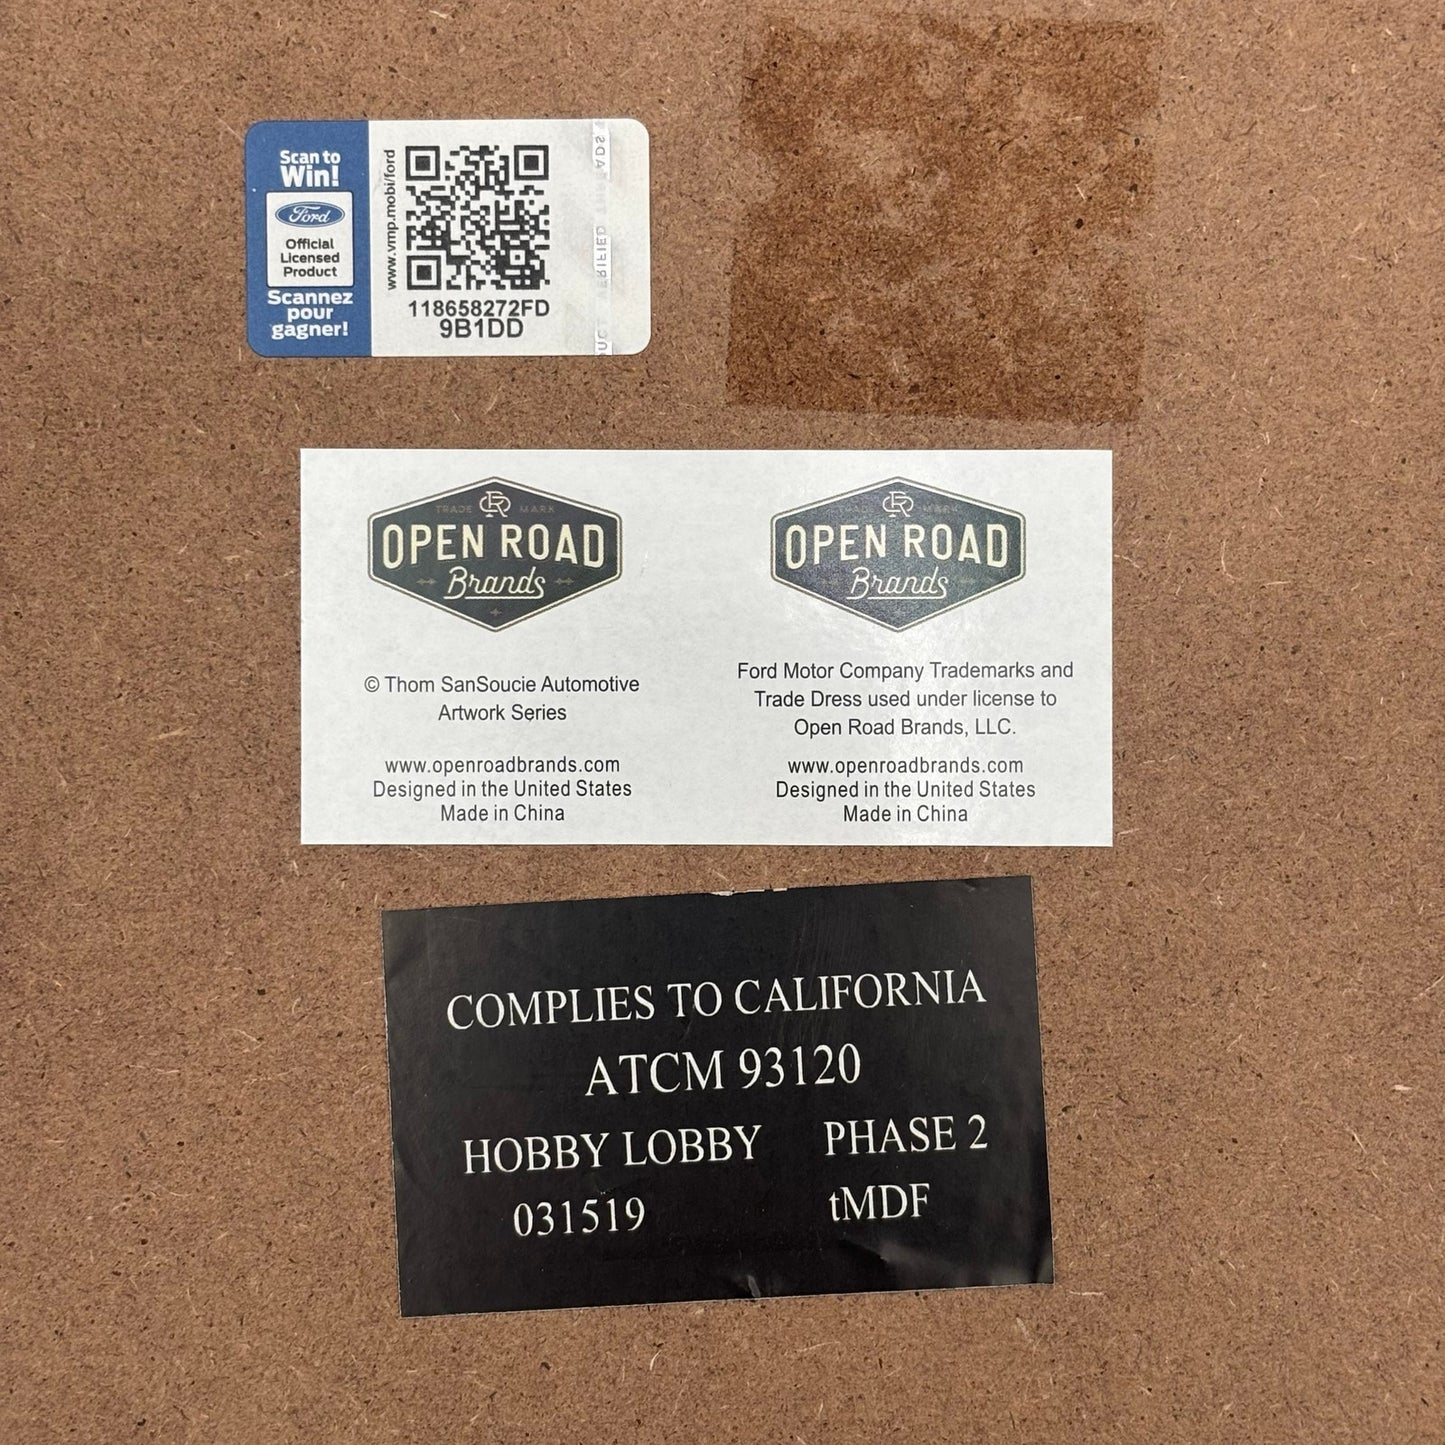 Scan to
Win!
Ford
Official
Licensed
Product
Scannez
pour
gagner!
www.vmp.mobi/ford
118658272FD
9B1DD
TRADE MARK
OPEN ROAD
Brands
© Thom SanSoucie Automotive
Artwork Series
www.openroadbrands.com
Designed in the United States
Made in China
TRADE MARK
OPEN ROAD
Brands
Ford Motor Company Trademarks and
Trade Dress used under license to
Open Road Brands, LLC.
www.openroadbrands.com
Designed in the United States
Made in China
COMPLIES TO CALIFORNIA
ATCM 93120
HOBBY LOBBY PHASE 2
031519 tMDF